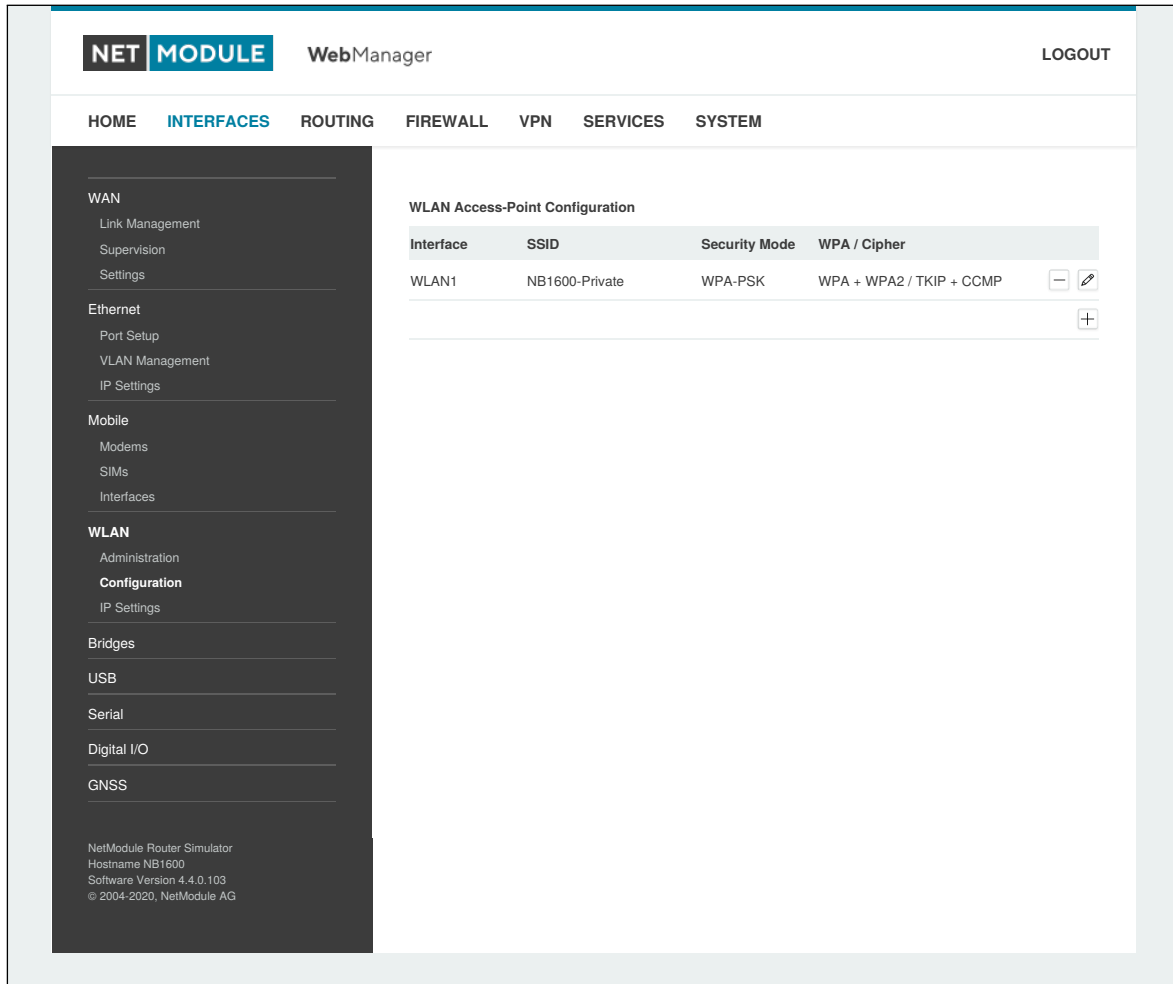 NET MODULE WebManager LOGOUT
HOME INTERFACES ROUTING FIREWALL VPN SERVICES SYSTEM
WAN
Link Management
Supervision
Settings
Ethernet
Port Setup
VLAN Management
IP Settings
Mobile
Modems
SIMs
Interfaces
WLAN
Administration
Configuration
IP Settings
Bridges
USB
Serial
Digital I/O
GNSS
NetModule Router Simulator
Hostname NB1600
Software Version 4.4.0.103
© 2004-2020, NetModule AG
WLAN Access-Point Configuration
Interface SSID Security Mode WPA / Cipher
WLAN1 NB1600-Private WPA-PSK WPA + WPA2 / TKIP + CCMP